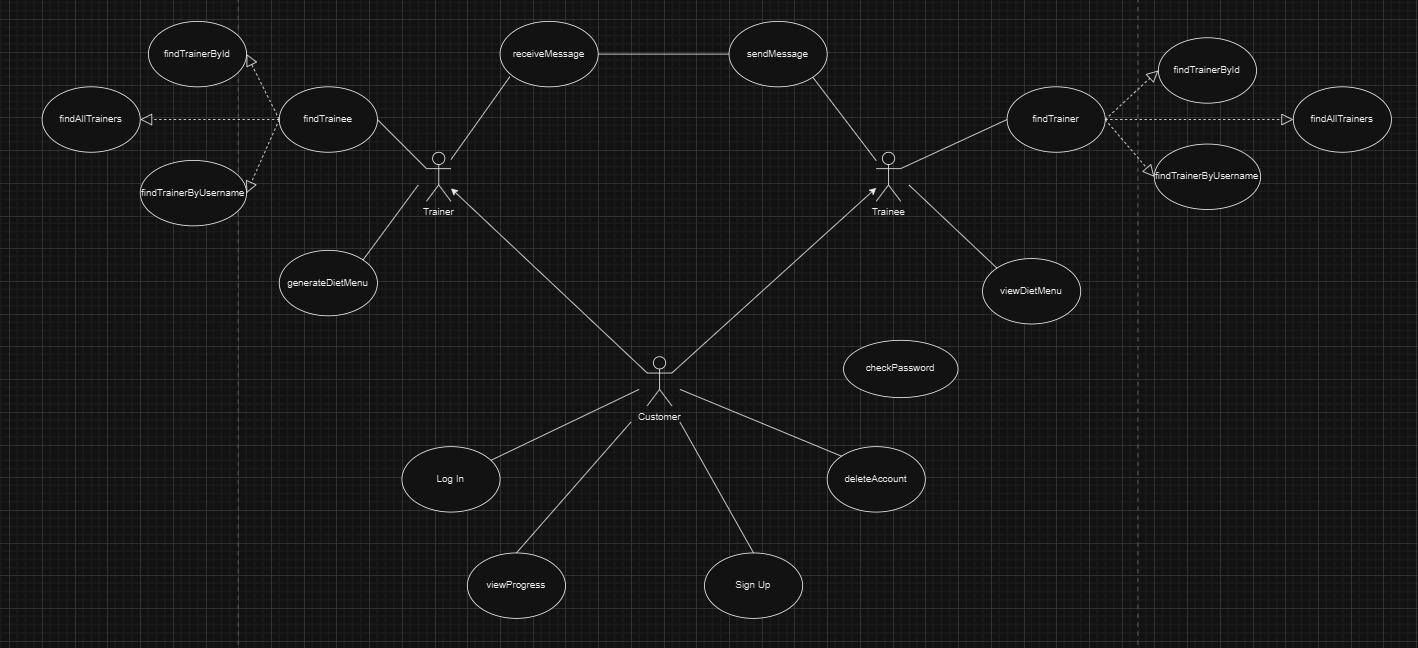 findTrainerById
receiveMessage
sendMessage
findTrainerById
findAllTrainers
findTrainee
findTrainer
findAllTrainers
findTrainerByUsername
findTrainerByUsername
Trainer
Trainee
generateDietMenu
viewDietMenu
checkPassword
Customer
Log In
deleteAccount
viewProgress
Sign Up